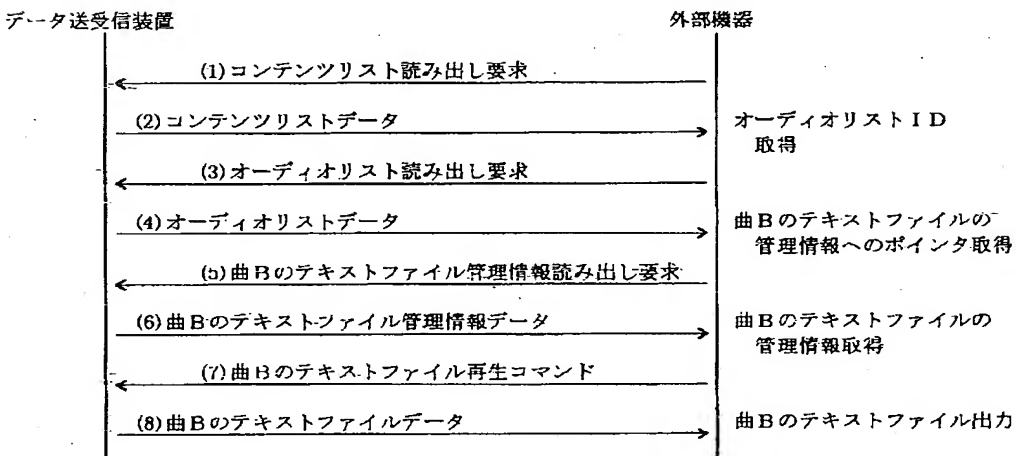 データ送受信装置
外部機器
(1)コンテンツリスト読み出し要求
(2)コンテンツリストデータ
オーディオリストID
取得
(3)オーディオリスト読み出し要求
(4)オーディオリストデータ
曲Bのテキストファイルの
管理情報へのポインタ取得
(5)曲Bのテキストファイル管理情報読み出し要求
(6)曲Bのテキストファイル管理情報データ
曲Bのテキストファイルの
管理情報取得
(7)曲Bのテキストファイル再生コマンド
(8)曲Bのテキストファイルデータ
曲Bのテキストファイル出力